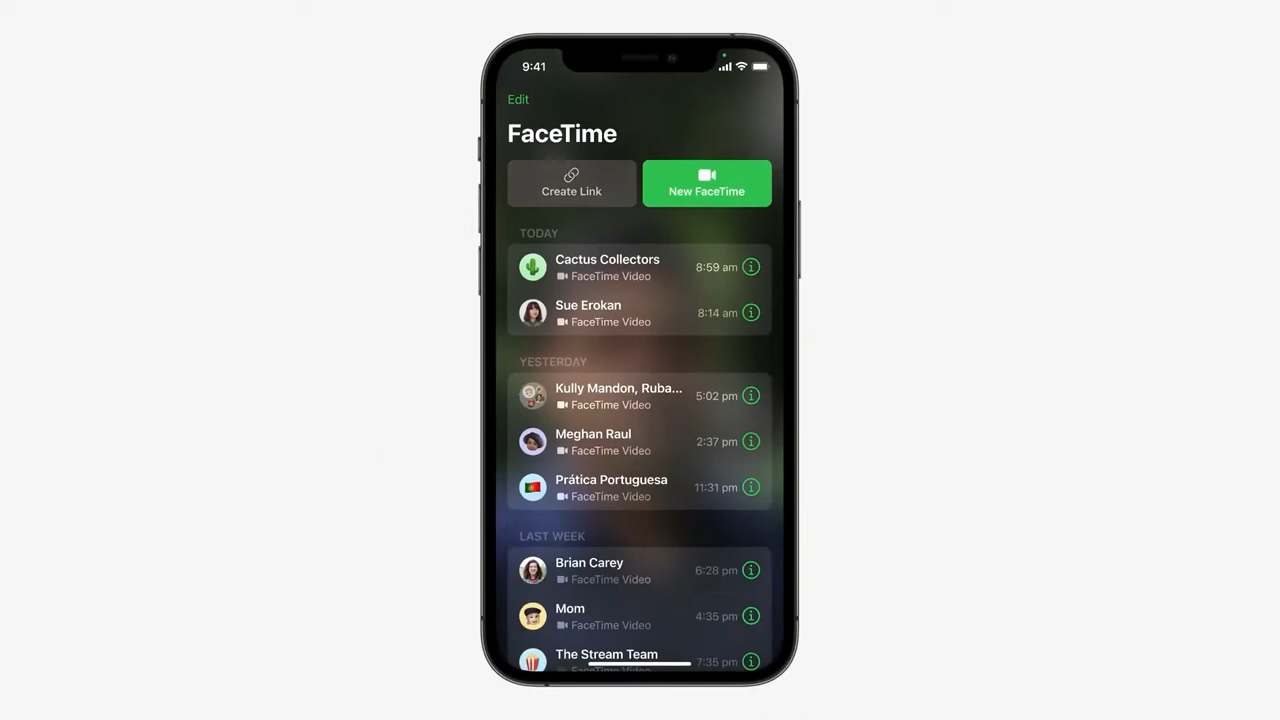 9:41
Edit
FaceTime
Create Link
New FaceTime
TODAY
Cactus Collectors
8:59 am
FaceTime Video
Sue Erokan
8:14 am
FaceTime Video
YESTERDAY
Kully Mandon, Ruba...
5:02 pm
FaceTime Video
Meghan Raul
2:37 pm
FaceTime Video
Prática Portuguesa
11:31 pm
FaceTime Video
LAST WEEK
Brian Carey
6:28 pm
FaceTime Video
Mom
4:35 pm
FaceTime Video
The Stream Team
7:35 pm
FaceTime Video